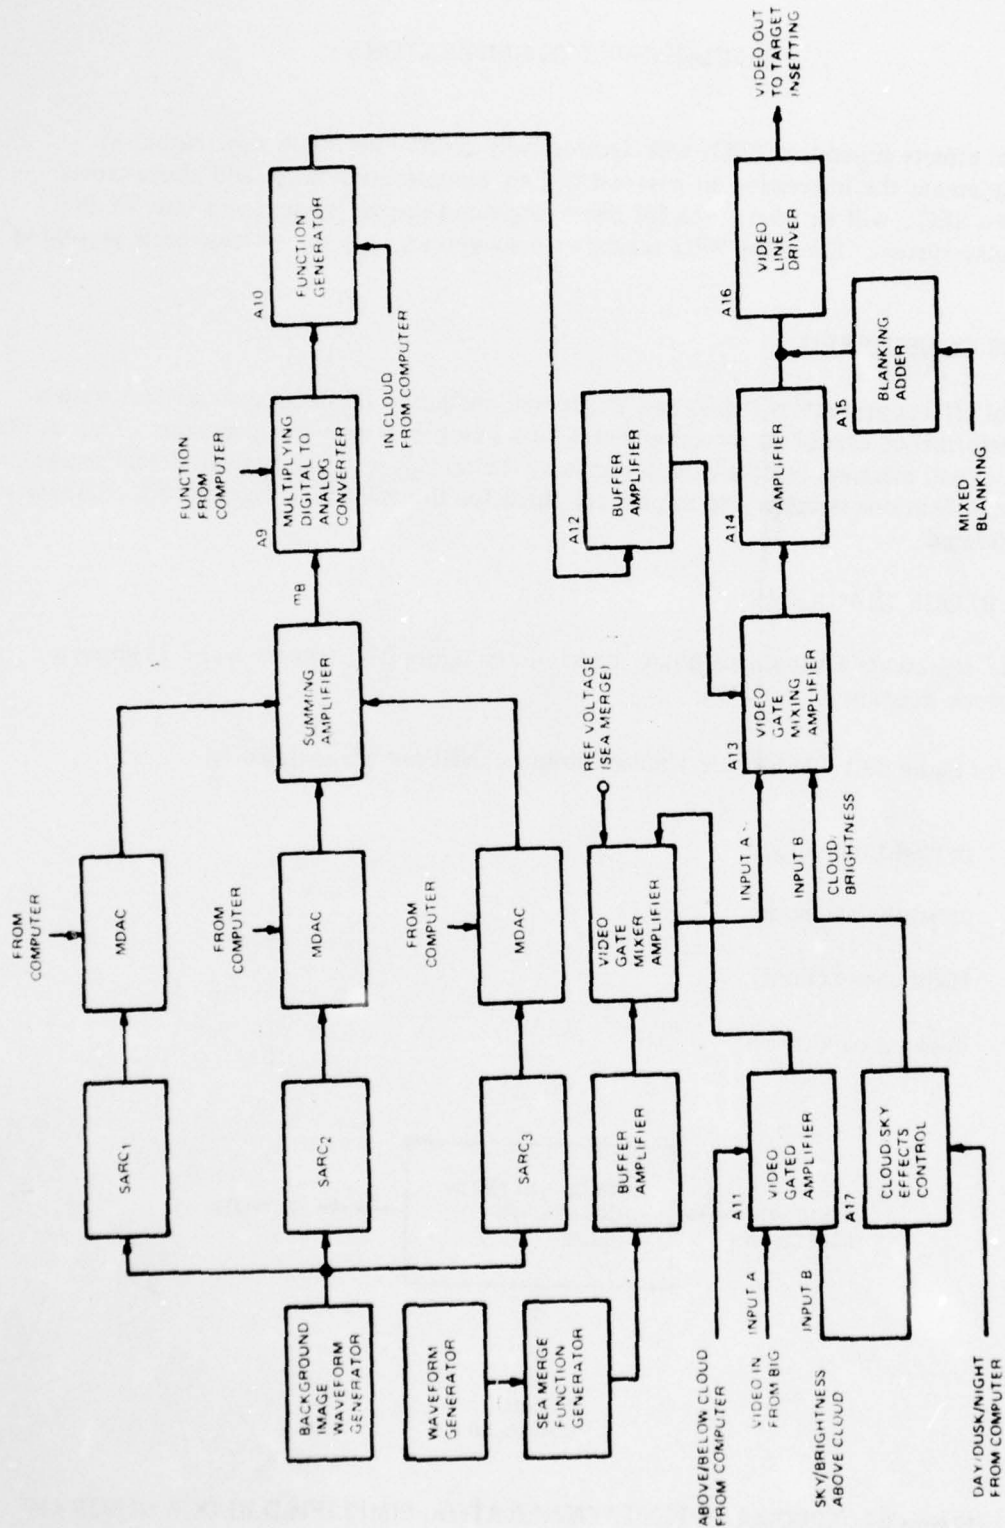 FROM
COMPUTER
MDAC
SARC1
FROM
COMPUTER
MDAC
SARC2
FROM
COMPUTER
MDAC
SARC3
BACKGROUND
IMAGE
WAVEFORM
GENERATOR
SUMMING
AMPLIFIER
mB
FUNCTION
FROM
COMPUTER
A9
MULTIPLYING
DIGITAL TO
ANALOG
CONVERTER
A10
FUNCTION
GENERATOR
IN CLOUD
FROM COMPUTER
WAVEFORM
GENERATOR
SEA MERGE
FUNCTION
GENERATOR
BUFFER
AMPLIFIER
VIDEO
GATE
MIXER
AMPLIFIER
REF VOLTAGE
(SEA MERGE)
A12
BUFFER
AMPLIFIER
ABOVE/BELOW CLOUD
FROM COMPUTER
INPUT A
VIDEO IN
FROM BIG
INPUT B
SKY/BRIGHTNESS
ABOVE CLOUD
A11
VIDEO
GATED
AMPLIFIER
A17
CLOUD/SKY
EFFECTS
CONTROL
DAY/DUSK/NIGHT
FROM COMPUTER
INPUT A
INPUT B
CLOUD/
BRIGHTNESS
A13
VIDEO
GATE
MIXING
AMPLIFIER
A14
AMPLIFIER
A15
BLANKING
ADDER
MIXED
BLANKING
A16
VIDEO
LINE
DRIVER
VIDEO OUT
TO TARGET
INSETTING